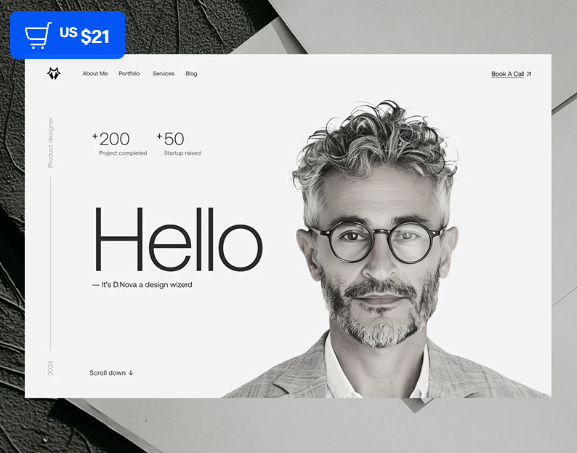 US $21
About Me Portfolio Services Blog
Book A Call ↗
Product designer
+200 +50
Project completed Startup raised
Hello
— it's D.Nova a design wizerd
2024
Scroll down ↓